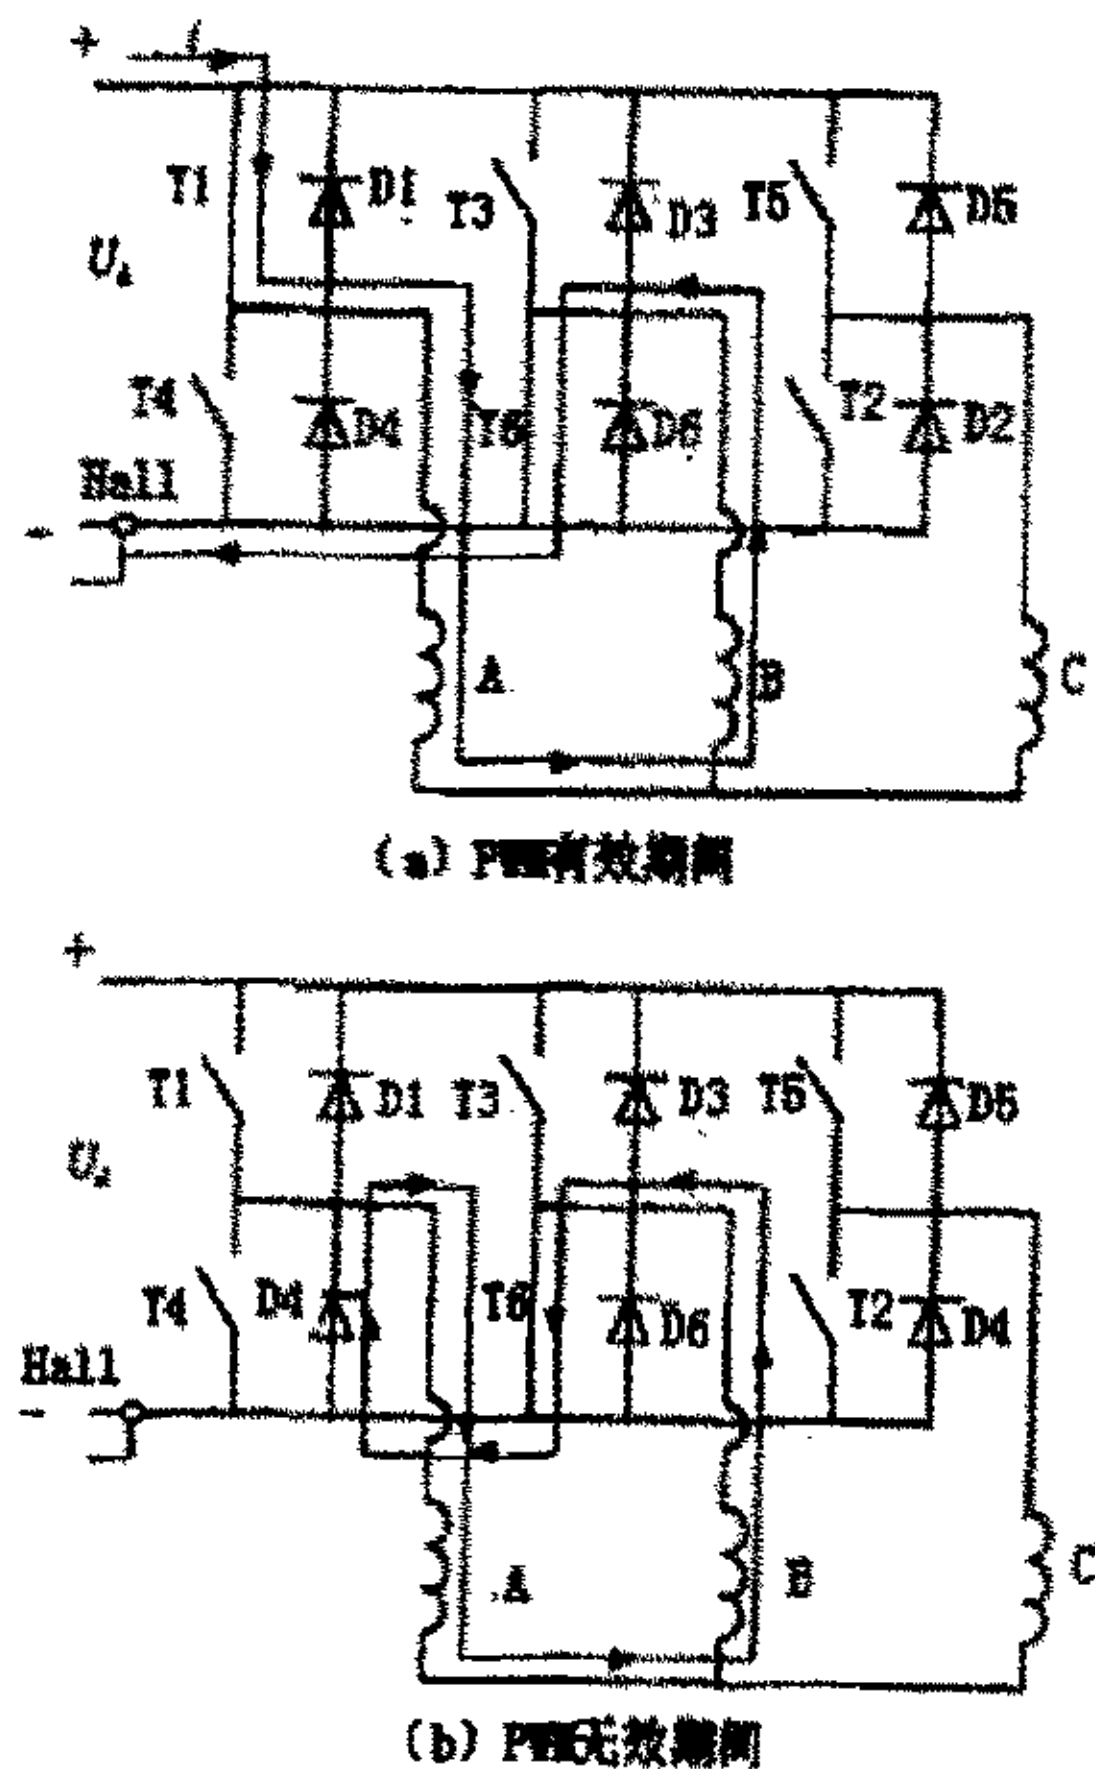 + i
T1 D1 T3 D3 T5 D5
Ua
T4 D4 T6 D6 T2 D2
Hall
-
A B C
(a) PWM有效期间
+
T1 D1 T3 D3 T5 D5
Ua
T4 D4 T6 D6 T2 D4
Hall
-
A B C
(b) PWM无效期间